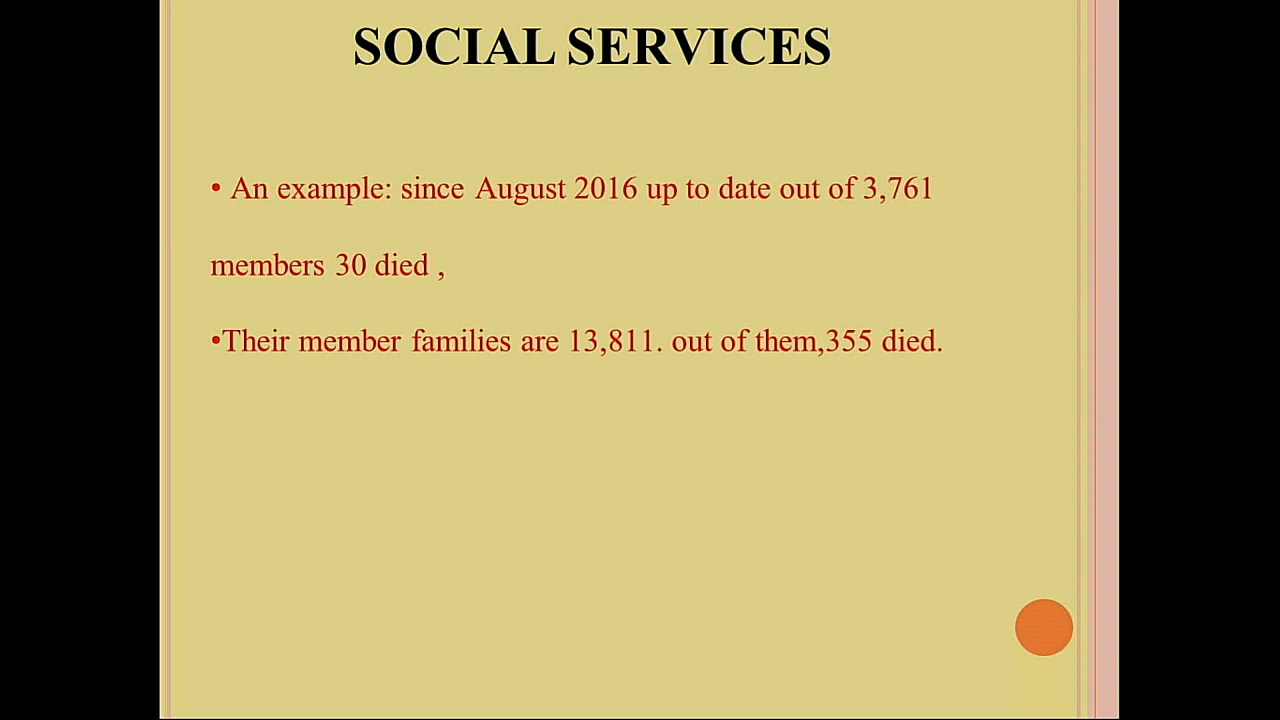 SOCIAL SERVICES
• An example: since August 2016 up to date out of 3,761
members 30 died ,
•Their member families are 13,811. out of them,355 died.